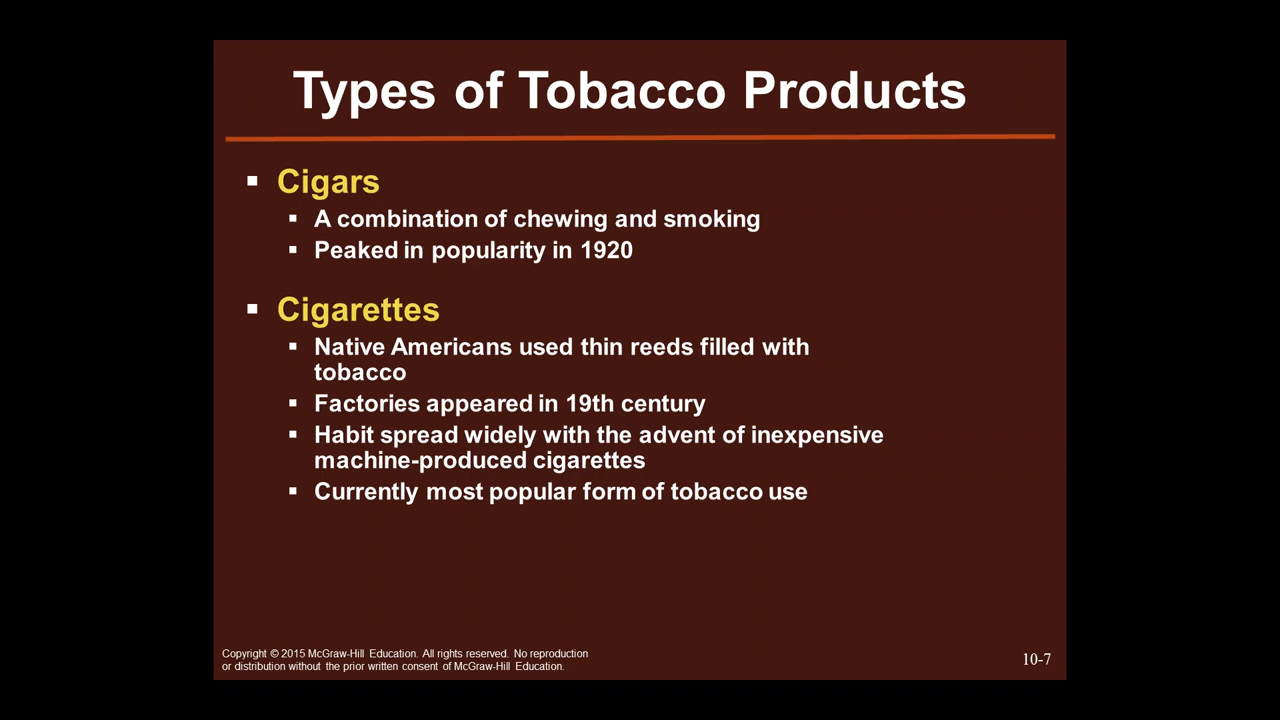 Types of Tobacco Products
▪ Cigars
▪ A combination of chewing and smoking
▪ Peaked in popularity in 1920
▪ Cigarettes
▪ Native Americans used thin reeds filled with
tobacco
▪ Factories appeared in 19th century
▪ Habit spread widely with the advent of inexpensive
machine-produced cigarettes
▪ Currently most popular form of tobacco use
Copyright © 2015 McGraw-Hill Education. All rights reserved. No reproduction
or distribution without the prior written consent of McGraw-Hill Education.
10-7